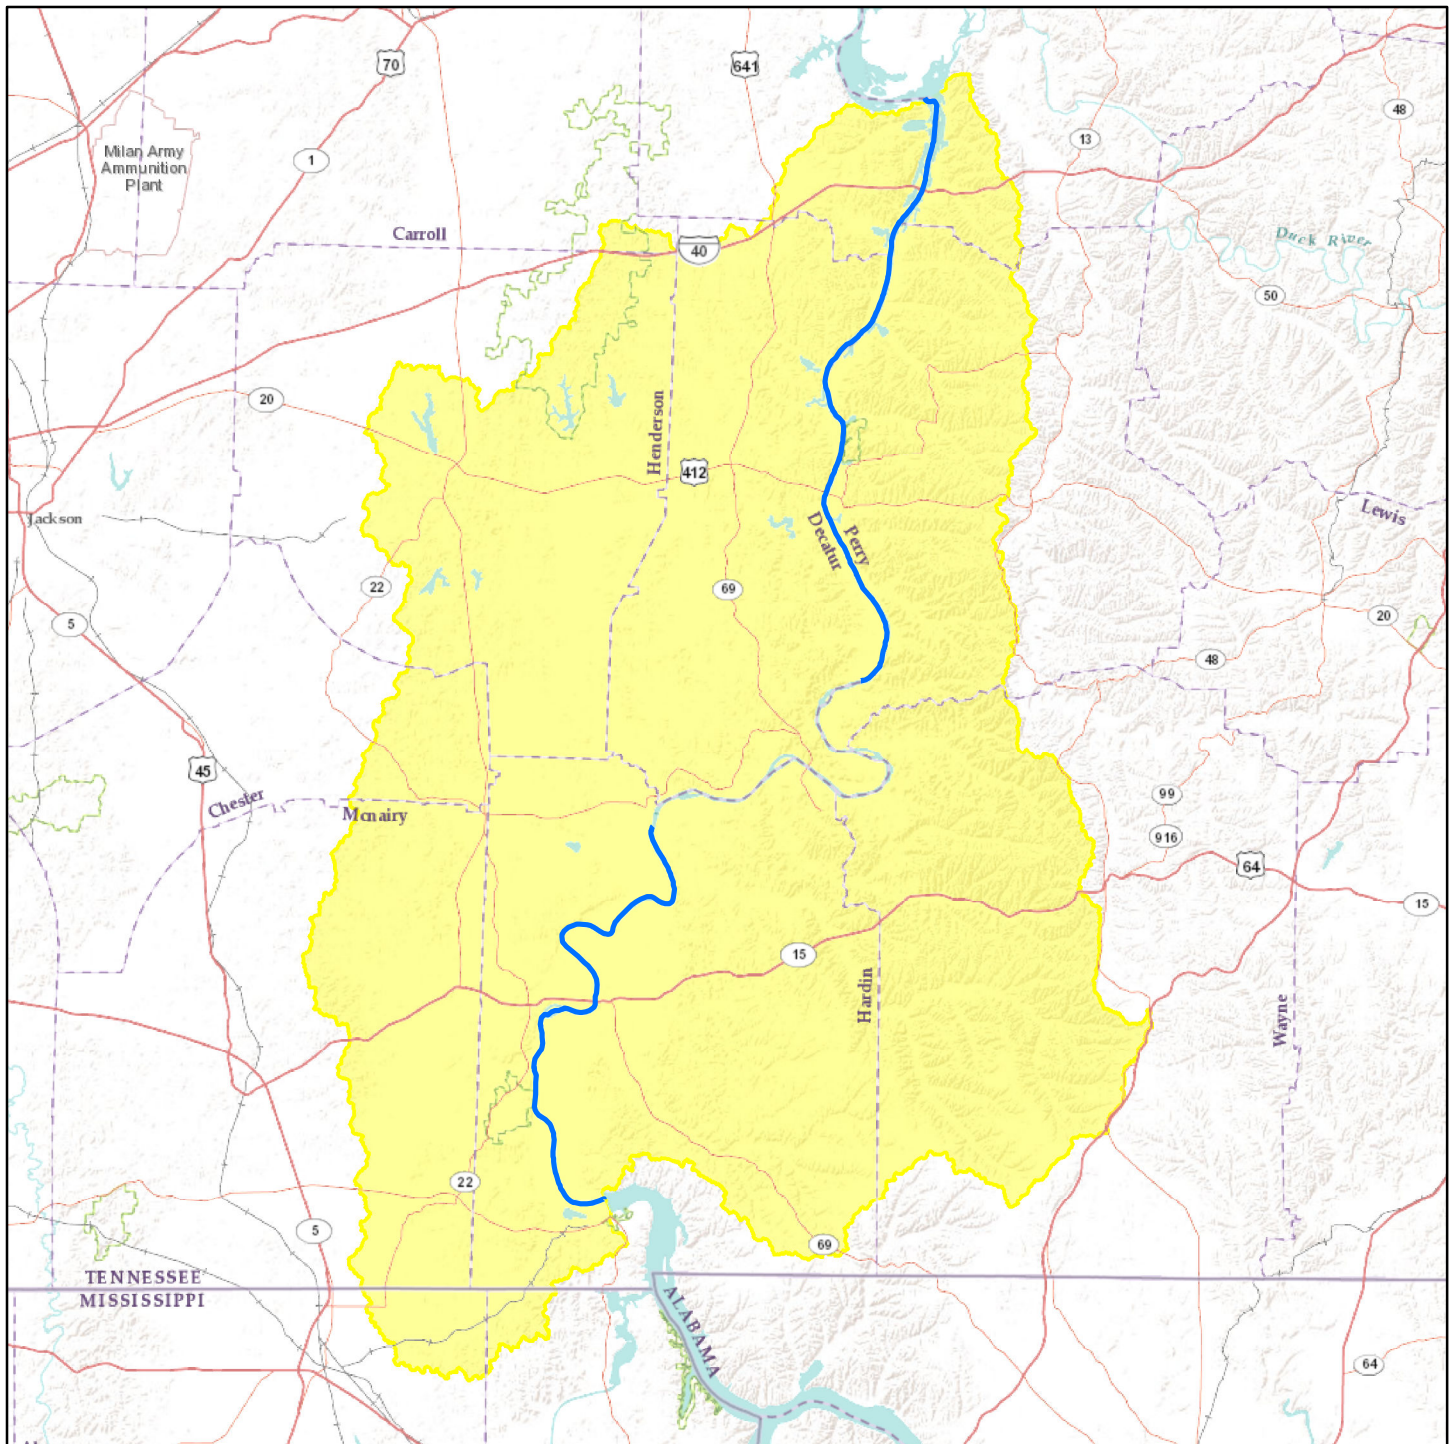 70
641
48
13
Milan Army
Ammunition
Plant
1
Carroll
Duck River
40
50
20
Henderson
412
Lewis
Jackson
Perry
Decatur
22
69
5
20
48
45
99
Chester
Mcnairy
916
64
15
15
Hardin
Wayne
22
5
69
TENNESSEE
MISSISSIPPI
ALABAMA
64